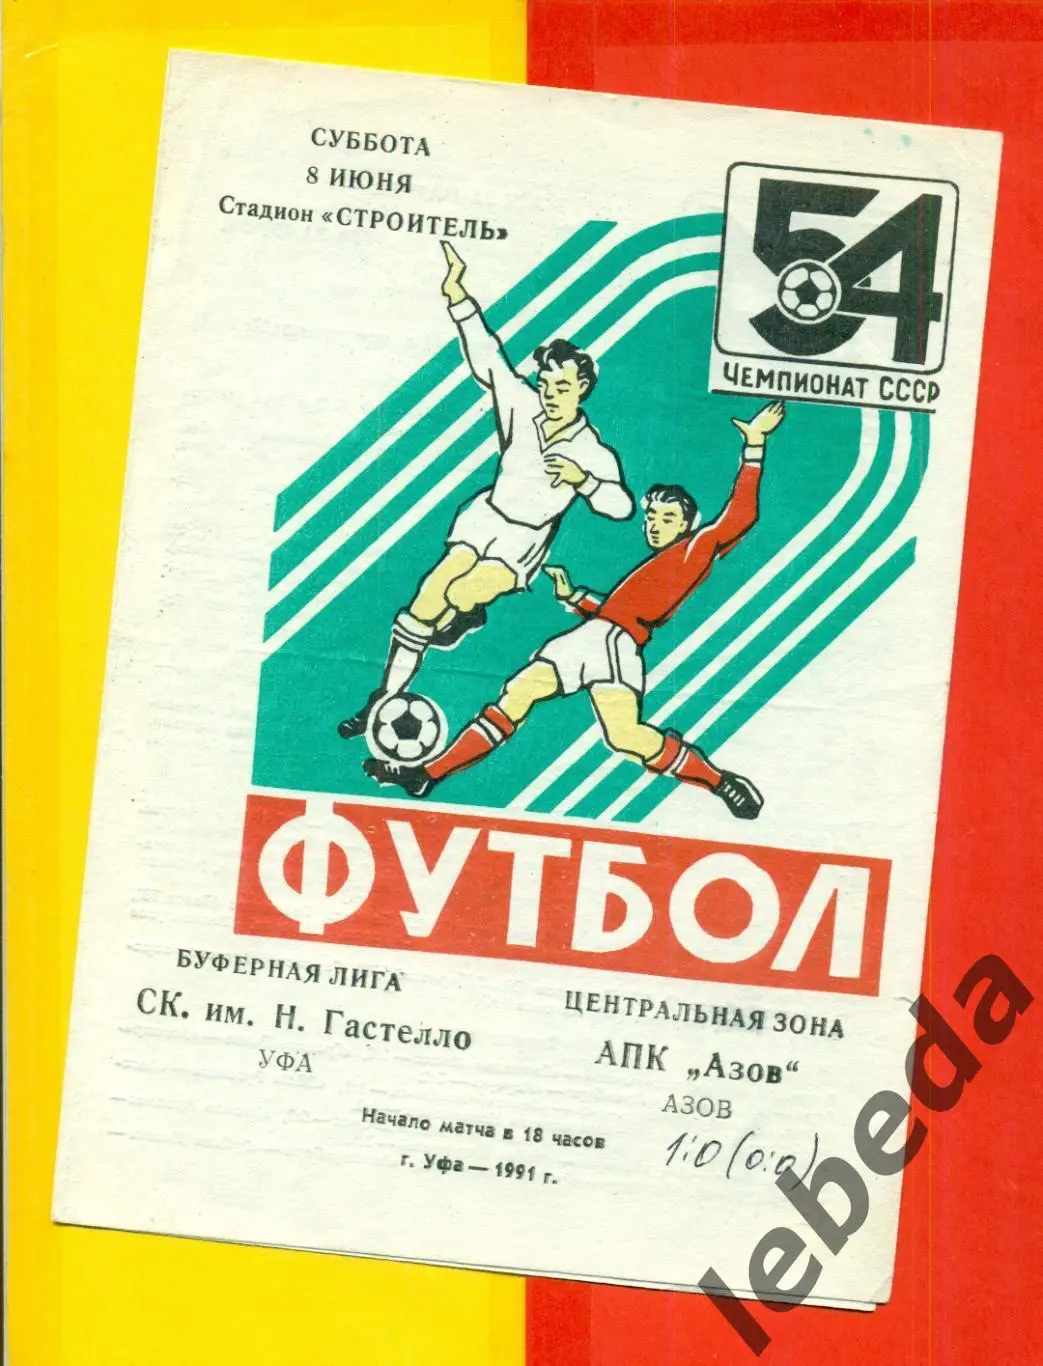 СУББОТА
8 ИЮНЯ
Стадион «СТРОИТЕЛЬ»
54
ЧЕМПИОНАТ СССР
ФУТБОЛ
БУФЕРНАЯ ЛИГА
СК. им. Н. Гастелло
УФА
ЦЕНТРАЛЬНАЯ ЗОНА
АПК „Азов“
АЗОВ
Начало матча в 18 часов
г. Уфа — 1991 г.
1:0 (0:0)
lebeda